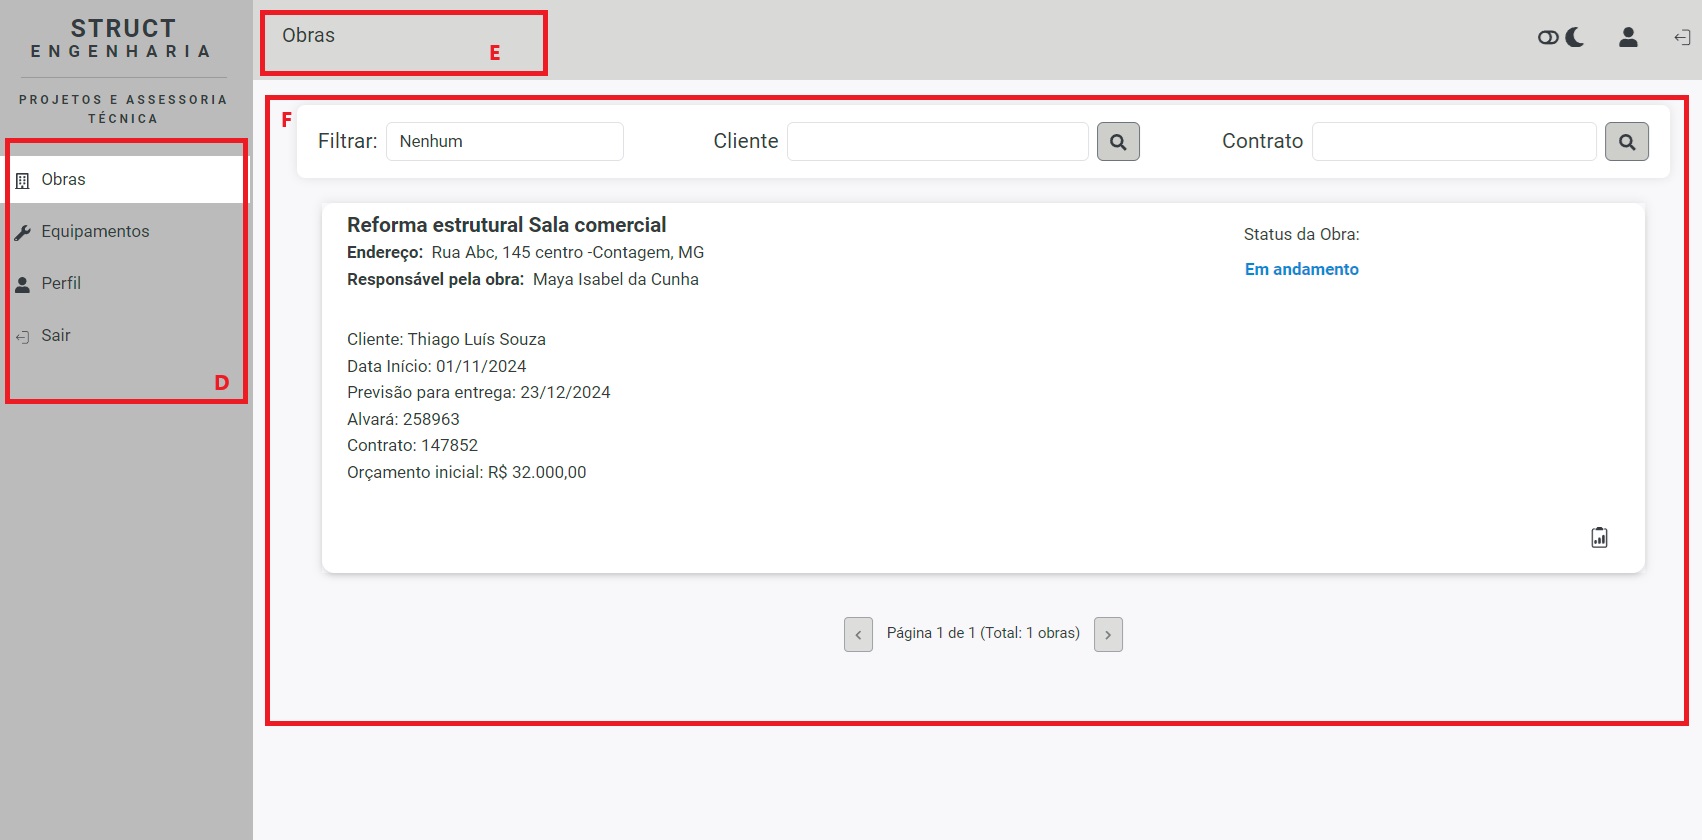 STRUCT
ENGENHARIA
PROJETOS E ASSESSORIA
TÉCNICA
Obras
Equipamentos
Perfil
Sair
D
Obras
E
F
Filtrar: Nenhum Cliente Contrato
Reforma estrutural Sala comercial
Endereço: Rua Abc, 145 centro -Contagem, MG
Responsável pela obra: Maya Isabel da Cunha
Status da Obra:
Em andamento
Cliente: Thiago Luís Souza
Data Início: 01/11/2024
Previsão para entrega: 23/12/2024
Alvará: 258963
Contrato: 147852
Orçamento inicial: R$ 32.000,00
Página 1 de 1 (Total: 1 obras)